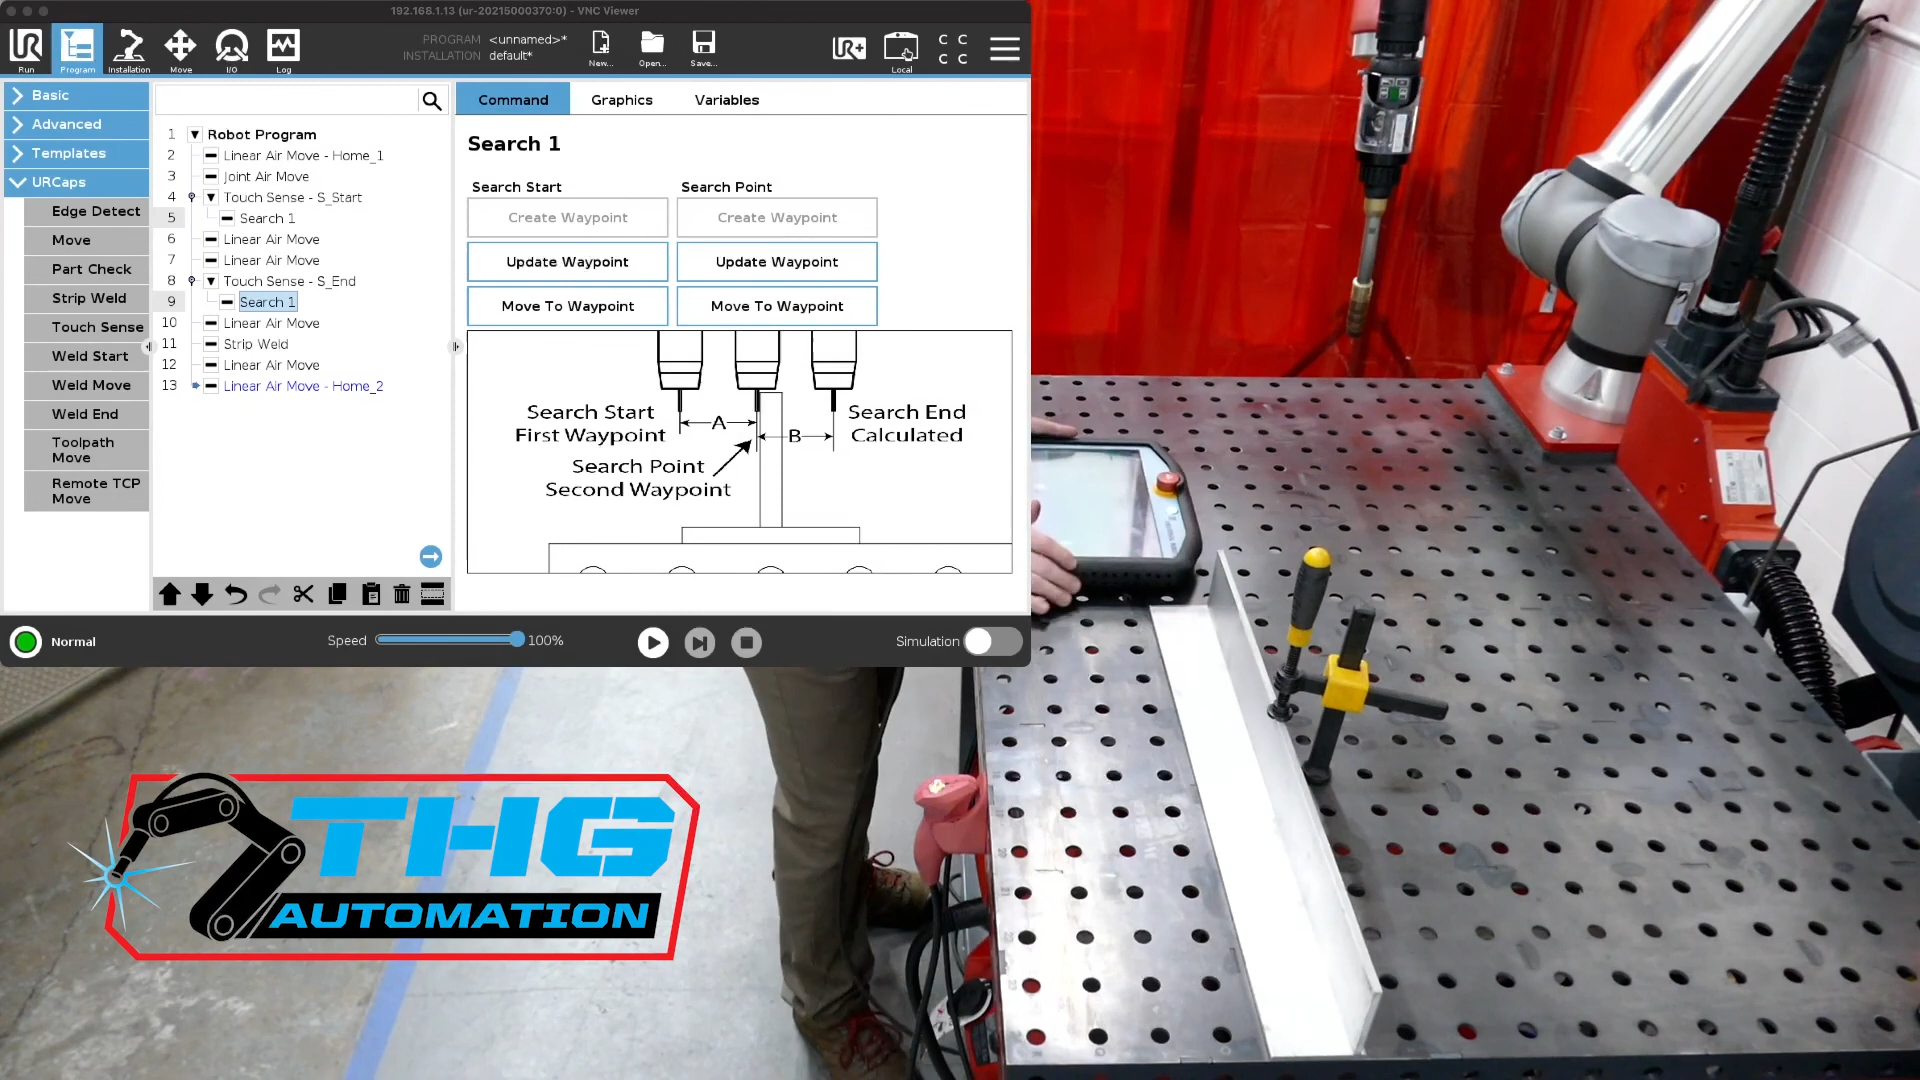 192.168.1.13 (ur-20215000370:0) - VNC Viewer
Run
Program
Installation
Move
I/O
Log
PROGRAM <unnamed>*
INSTALLATION default*
New...
Open...
Save...
UR+
Local
C C
C C
Basic
Advanced
Templates
URCaps
Edge Detect
Move
Part Check
Strip Weld
Touch Sense
Weld Start
Weld Move
Weld End
Toolpath
Move
Remote TCP
Move
1 Robot Program
2 Linear Air Move - Home_1
3 Joint Air Move
4 Touch Sense - S_Start
5 Search 1
6 Linear Air Move
7 Linear Air Move
8 Touch Sense - S_End
9 Search 1
10 Linear Air Move
11 Strip Weld
12 Linear Air Move
13 Linear Air Move - Home_2
Command Graphics Variables
Search 1
Search Start Search Point
Create Waypoint Create Waypoint
Update Waypoint Update Waypoint
Move To Waypoint Move To Waypoint
Search Start
First Waypoint
A
B
Search End
Calculated
Search Point
Second Waypoint
Normal
Speed 100%
Simulation
THG
AUTOMATION